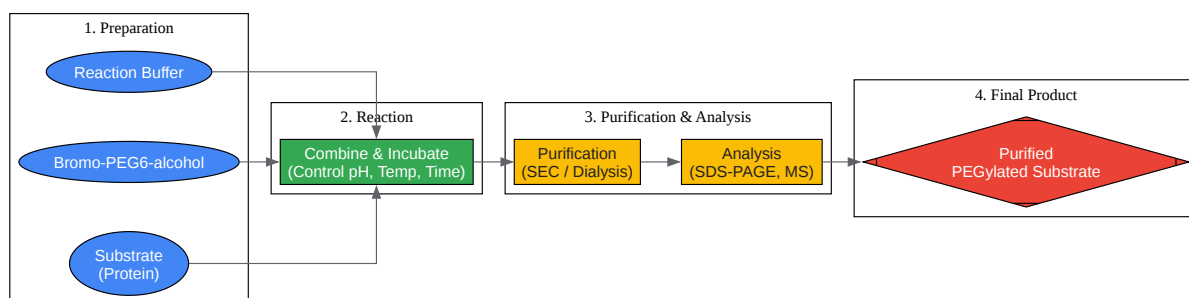 1. Preparation
Reaction Buffer
Bromo-PEG6-alcohol
Substrate
(Protein)
2. Reaction
Combine & Incubate
(Control pH, Temp, Time)
3. Purification & Analysis
Purification
(SEC / Dialysis)
Analysis
(SDS-PAGE, MS)
4. Final Product
Purified
PEGylated Substrate